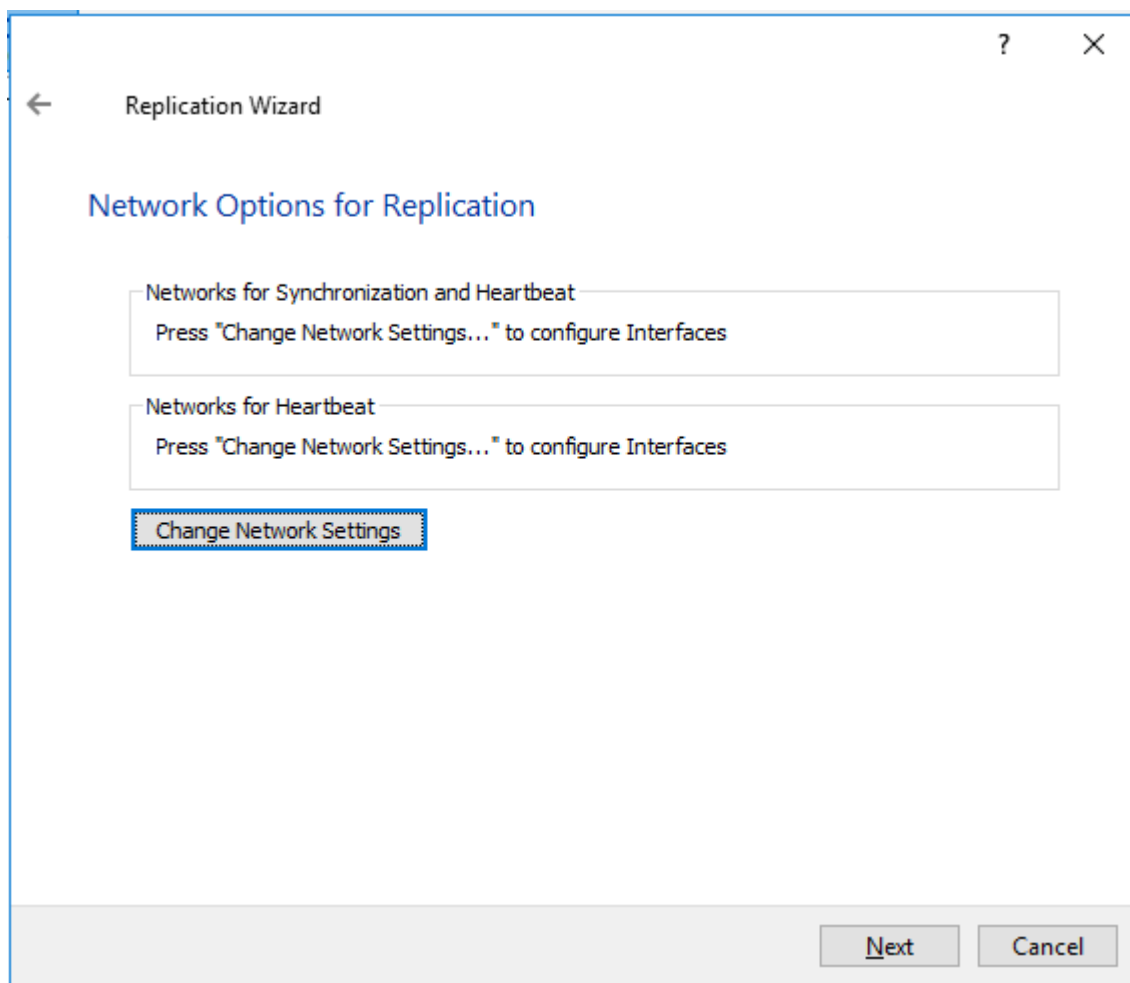 ?
Replication Wizard
Network Options for Replication
Networks for Synchronization and Heartbeat
Press "Change Network Settings..." to configure Interfaces
Networks for Heartbeat
Press "Change Network Settings..." to configure Interfaces
Change Network Settings
Next
Cancel